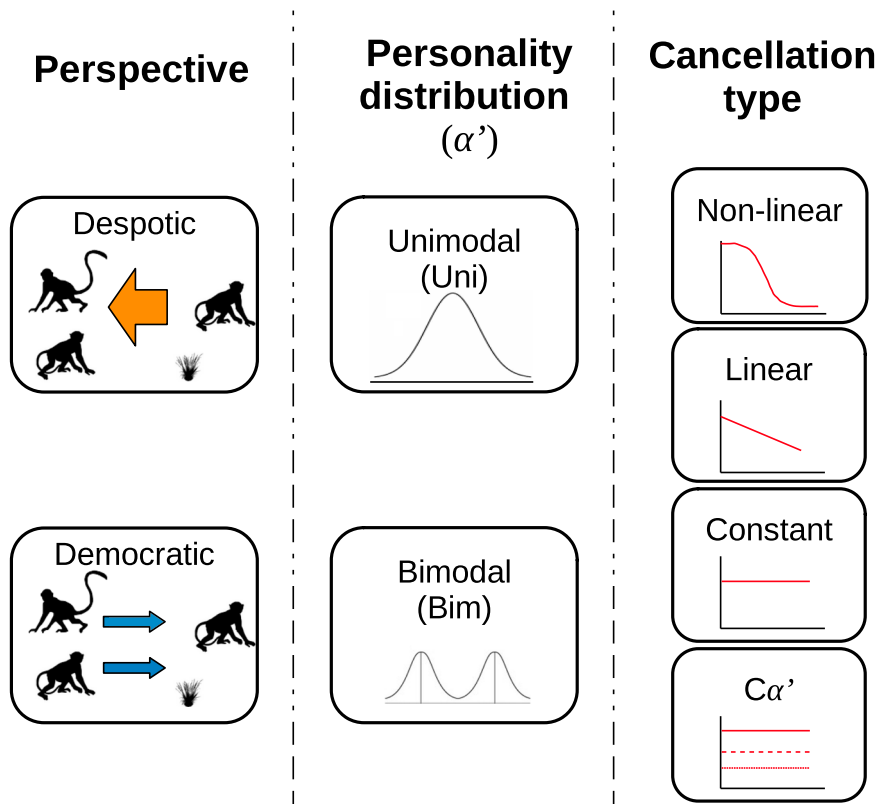 Perspective
Personality
distribution
(α’)
Cancellation
type
Despotic
Democratic
Unimodal
(Uni)
Bimodal
(Bim)
Non-linear
Linear
Constant
Cα’